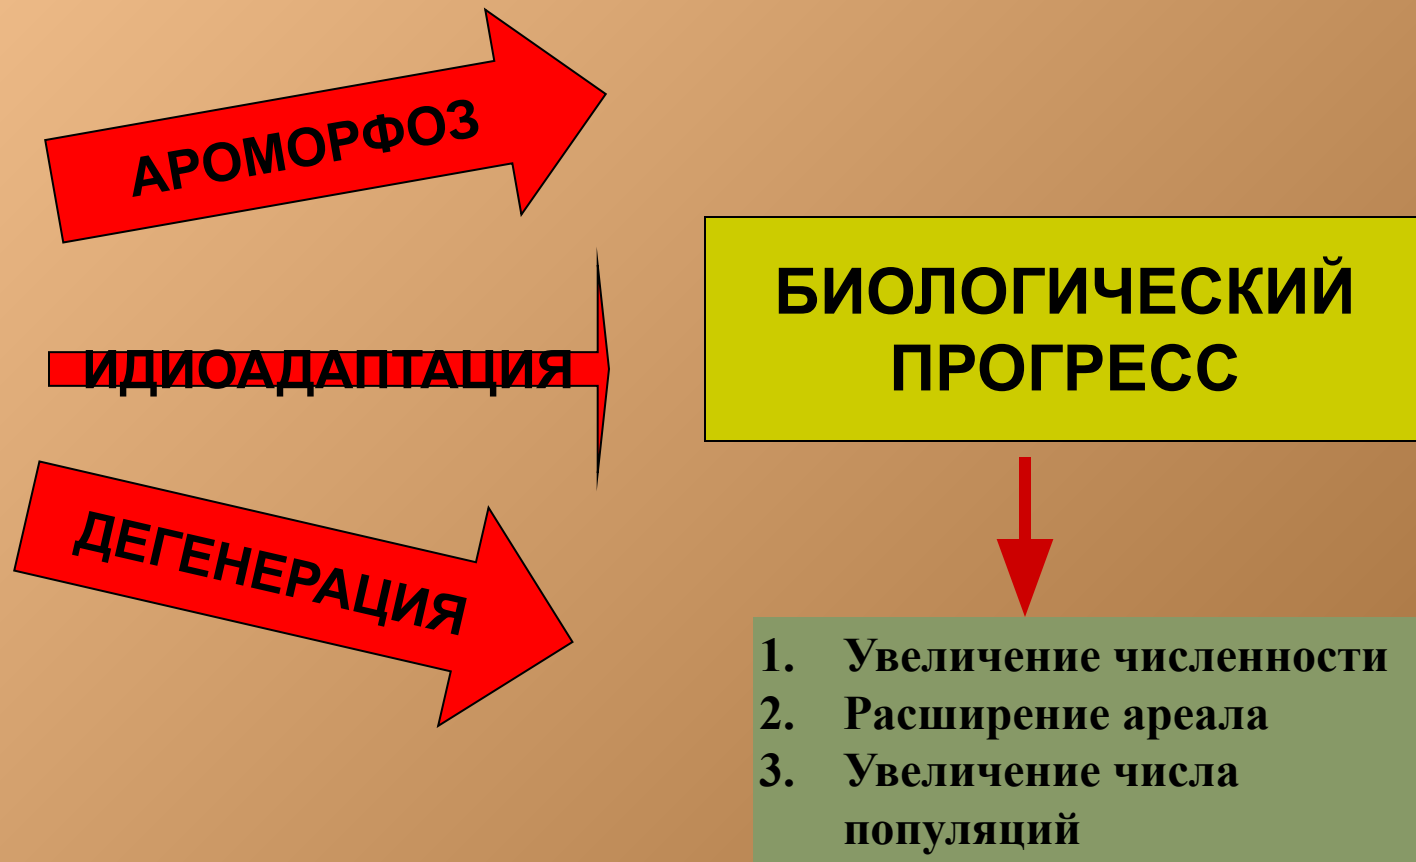 АРОМОРФОЗ
ИДИОАДАПТАЦИЯ
ДЕГЕНЕРАЦИЯ
БИОЛОГИЧЕСКИЙ
ПРОГРЕСС
1. Увеличение численности
2. Расширение ареала
3. Увеличение числа
популяций